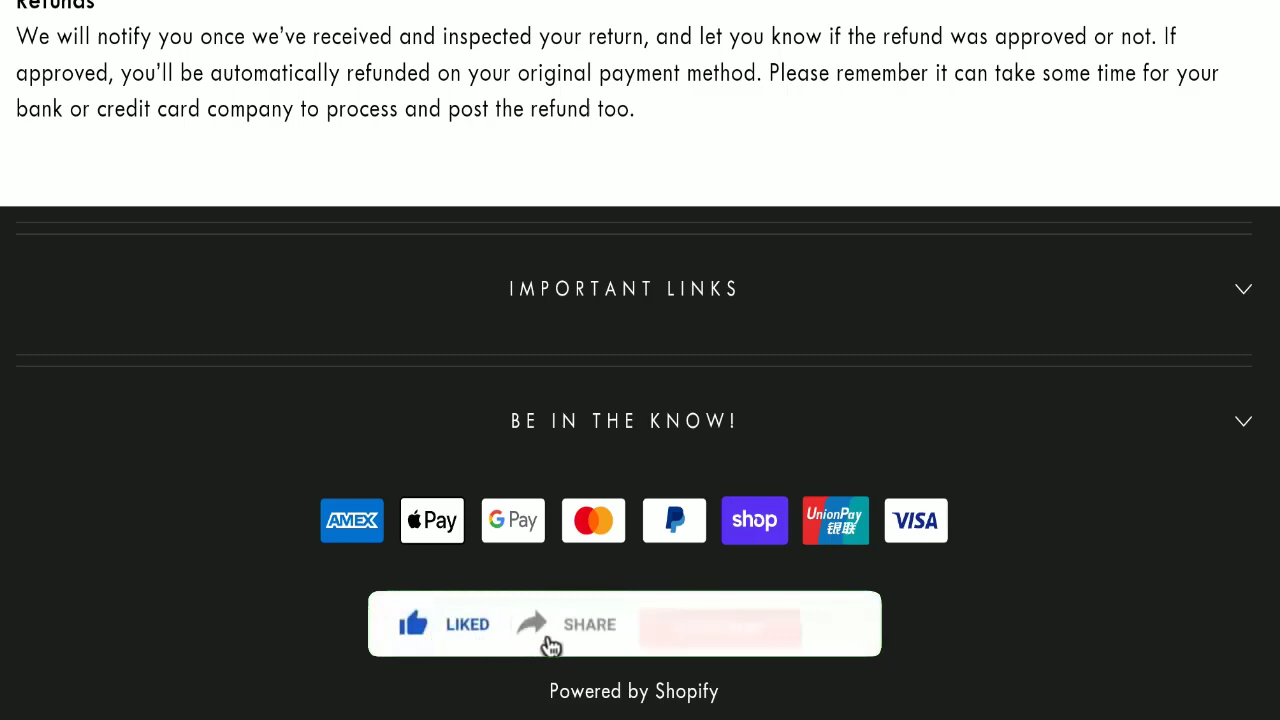 Refunds
We will notify you once we’ve received and inspected your return, and let you know if the refund was approved or not. If
approved, you’ll be automatically refunded on your original payment method. Please remember it can take some time for your
bank or credit card company to process and post the refund too.
IMPORTANT LINKS
BE IN THE KNOW!
AMEX Pay G Pay shop UnionPay 银联 VISA
LIKED SHARE
Powered by Shopify